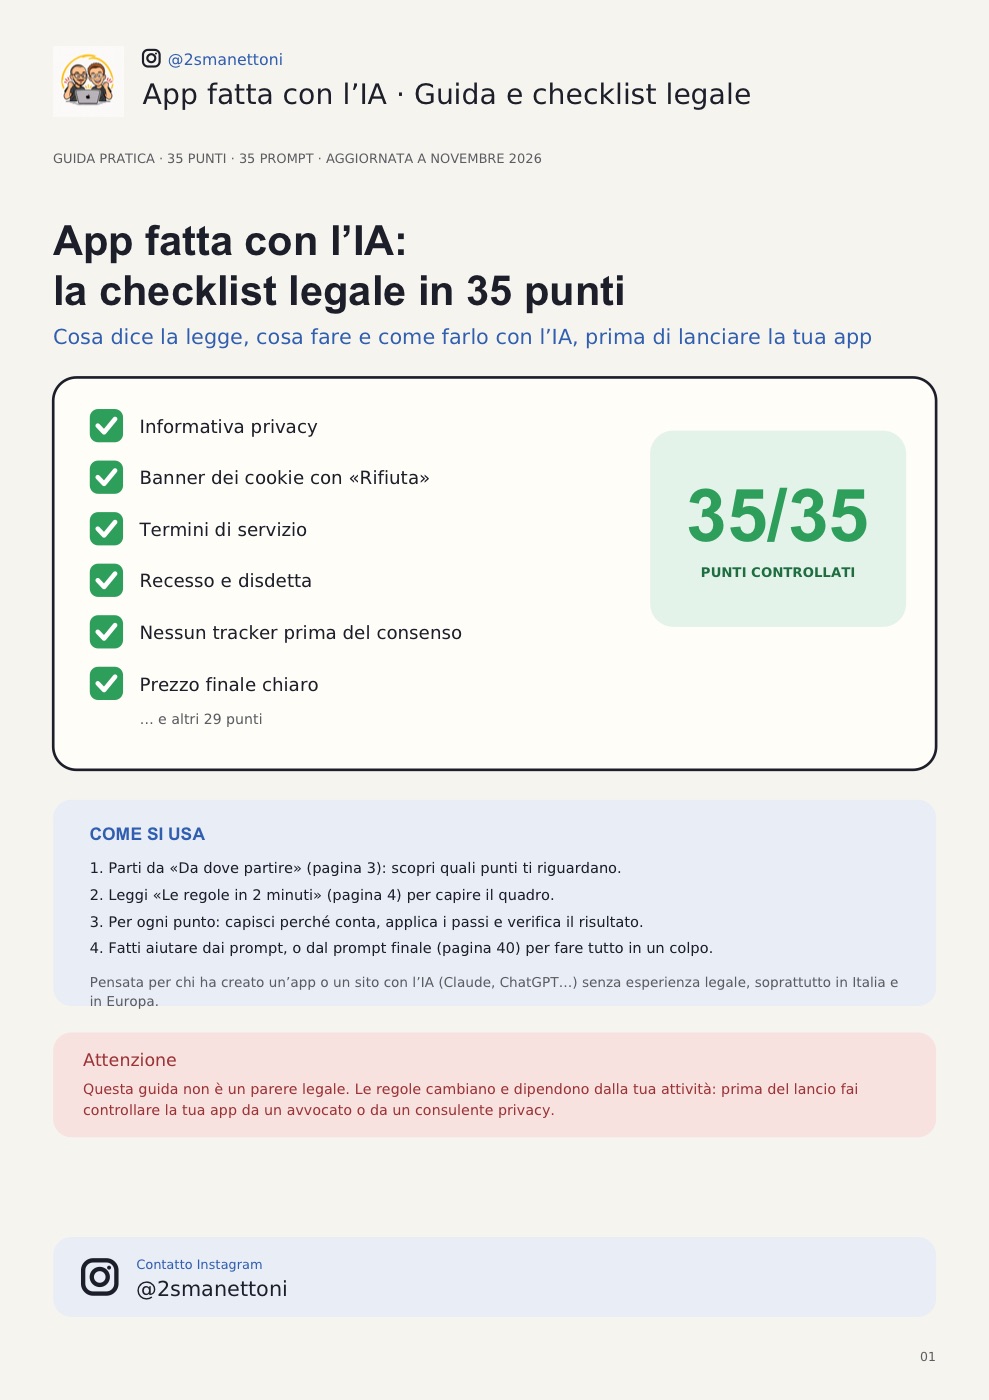 @2smanettoni
App fatta con l’IA · Guida e checklist legale
GUIDA PRATICA · 35 PUNTI · 35 PROMPT · AGGIORNATA A NOVEMBRE 2026
App fatta con l’IA:
la checklist legale in 35 punti
Cosa dice la legge, cosa fare e come farlo con l’IA, prima di lanciare la tua app
Informativa privacy
Banner dei cookie con «Rifiuta»
Termini di servizio
Recesso e disdetta
Nessun tracker prima del consenso
Prezzo finale chiaro
… e altri 29 punti
35/35
PUNTI CONTROLLATI
COME SI USA
1. Parti da «Da dove partire» (pagina 3): scopri quali punti ti riguardano.
2. Leggi «Le regole in 2 minuti» (pagina 4) per capire il quadro.
3. Per ogni punto: capisci perché conta, applica i passi e verifica il risultato.
4. Fatti aiutare dai prompt, o dal prompt finale (pagina 40) per fare tutto in un colpo.
Pensata per chi ha creato un’app o un sito con l’IA (Claude, ChatGPT…) senza esperienza legale, soprattutto in Italia e
in Europa.
Attenzione
Questa guida non è un parere legale. Le regole cambiano e dipendono dalla tua attività: prima del lancio fai
controllare la tua app da un avvocato o da un consulente privacy.
Contatto Instagram
@2smanettoni
01